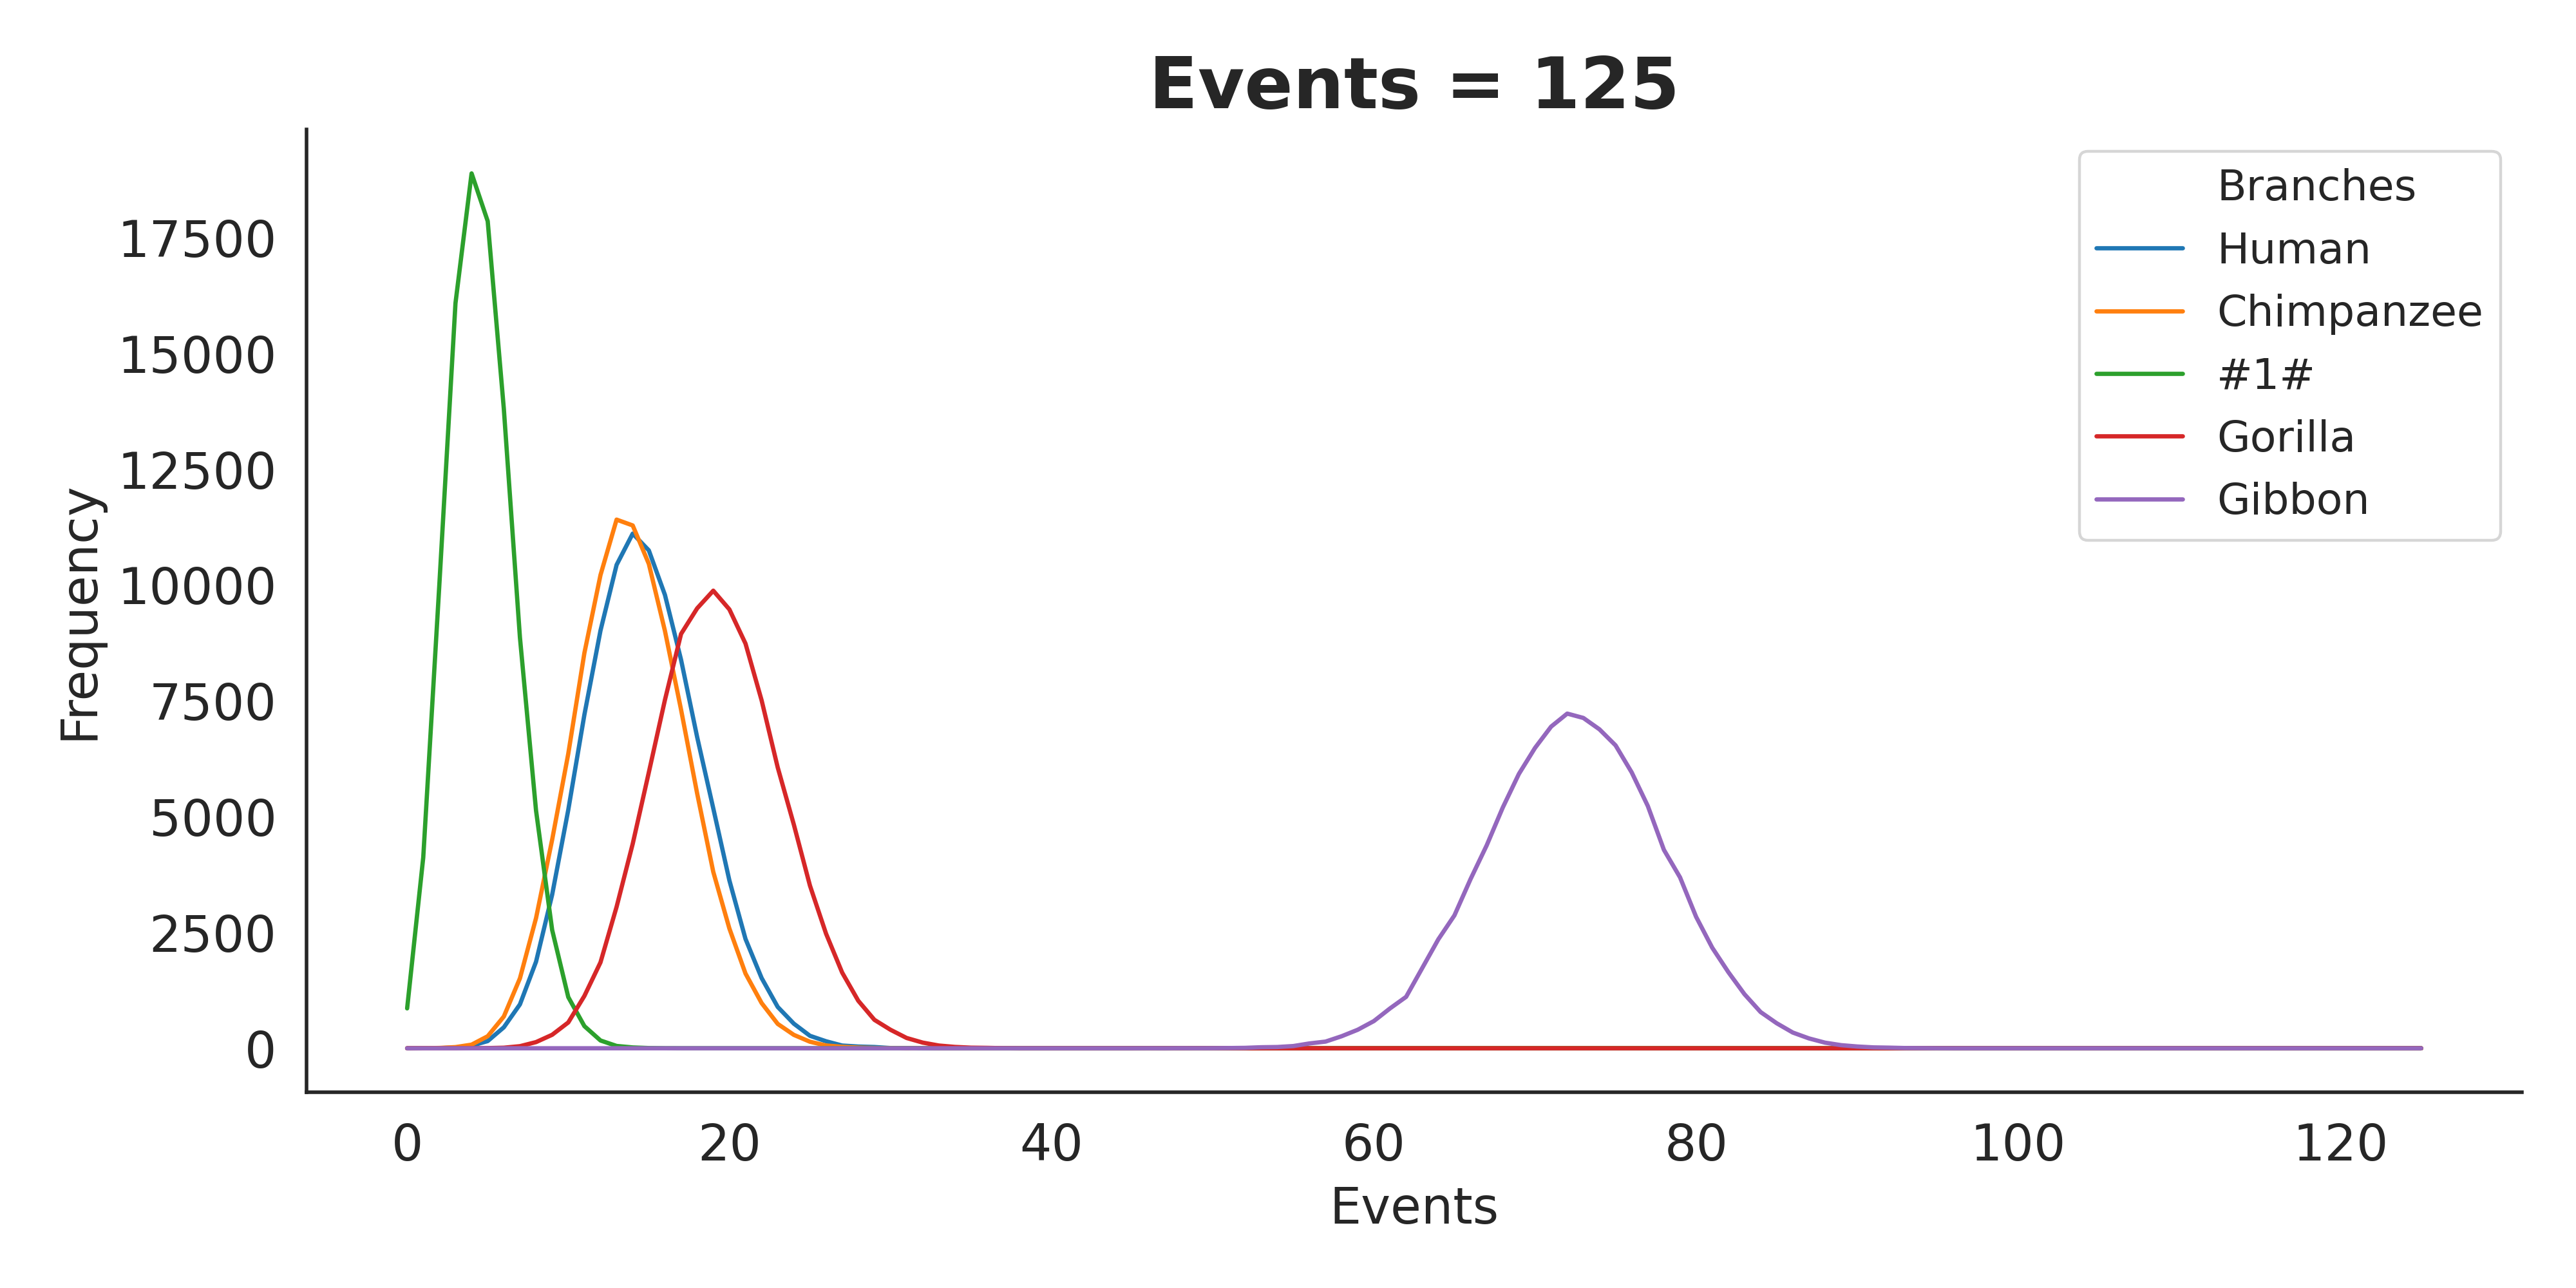 Events = 125
Frequency
17500
15000
12500
10000
7500
5000
2500
0
Branches
Human
Chimpanzee
#1#
Gorilla
Gibbon
0 20 40 60 80 100 120
Events